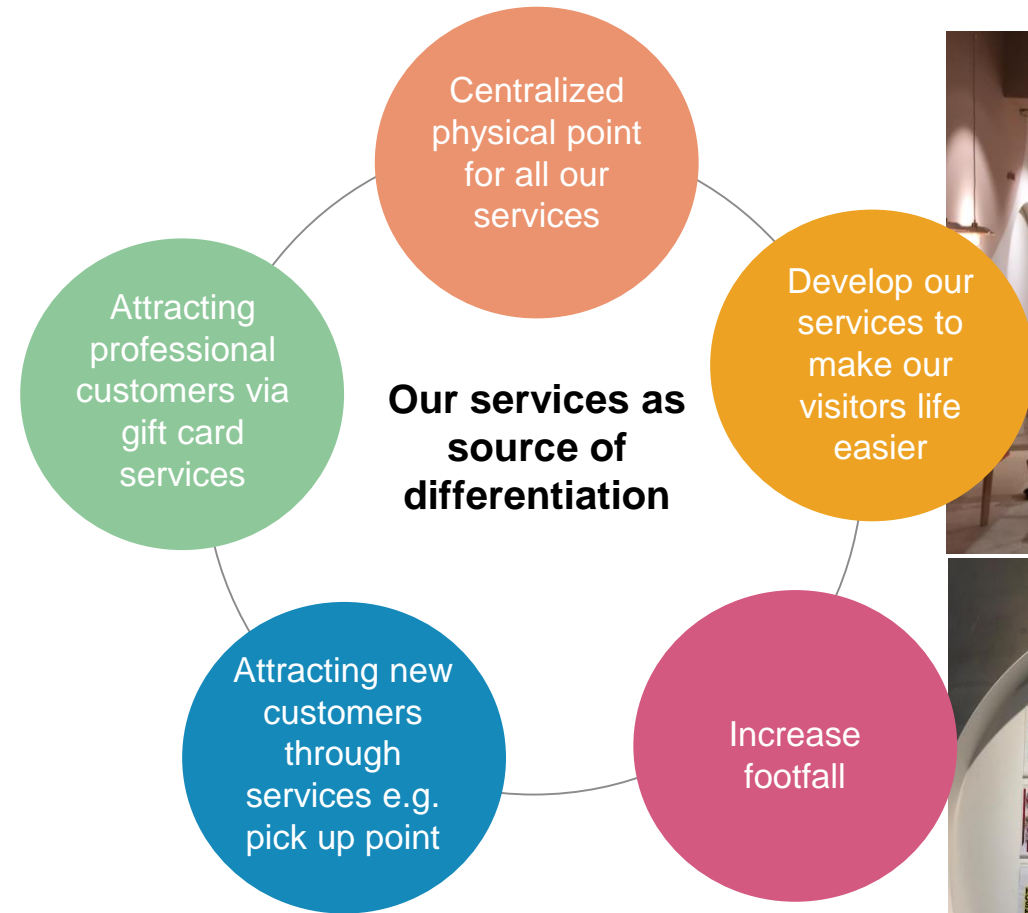 Centralized
physical point
for all our
services
Develop our
services to
make our
visitors life
easier
Attracting
professional
customers via
gift card
services
Our services as
source of
differentiation
Attracting new
customers
through
services e.g.
pick up point
Increase
footfall